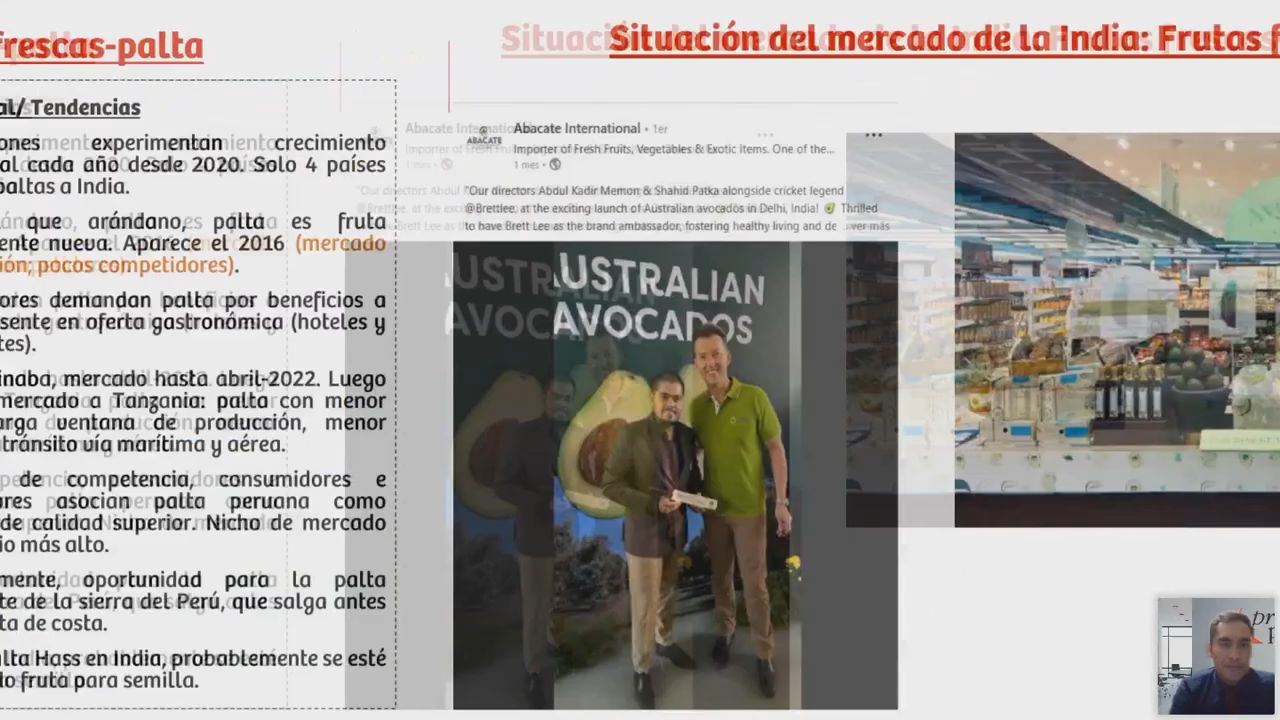 frescas-palta
Situación del mercado de la India: Frutas f
al/ Tendencias
ones experimentan crecimiento
al cada año desde 2020. Solo 4 países
paltas a India.
que arándano, palta es fruta
ente nueva. Aparece el 2016 (mercado
ión; pocos competidores).
ores demandan palta por beneficios a
sente en oferta gastronómica (hoteles y
tes).
inaba, mercado hasta abril-2022. Luego
mercado a Tanzania: palta con menor
arga ventana de producción, menor
tránsito vía marítima y aérea.
de competencia, consumidores e
ores asocian palta peruana como
de calidad superior. Nicho de mercado
io más alto.
mente, oportunidad para la palta
te de la sierra del Perú, que salga antes
ta de costa.
lta Hass en India, probablemente se esté
do fruta para semilla.
ABACATE
Abacate International • 1er
Importer of Fresh Fruits, Vegetables & Exotic Items. One of the...
1 mes •
"Our directors Abdul Kadir Memon & Shahid Patka alongside cricket legend
@Brettlee, at the exciting launch of Australian avocados in Delhi, India! 🥑 Thrilled
to have Brett Lee as the brand ambassador, fostering healthy living and de ...ver más
AUSTRALIAN
AVOCADOS